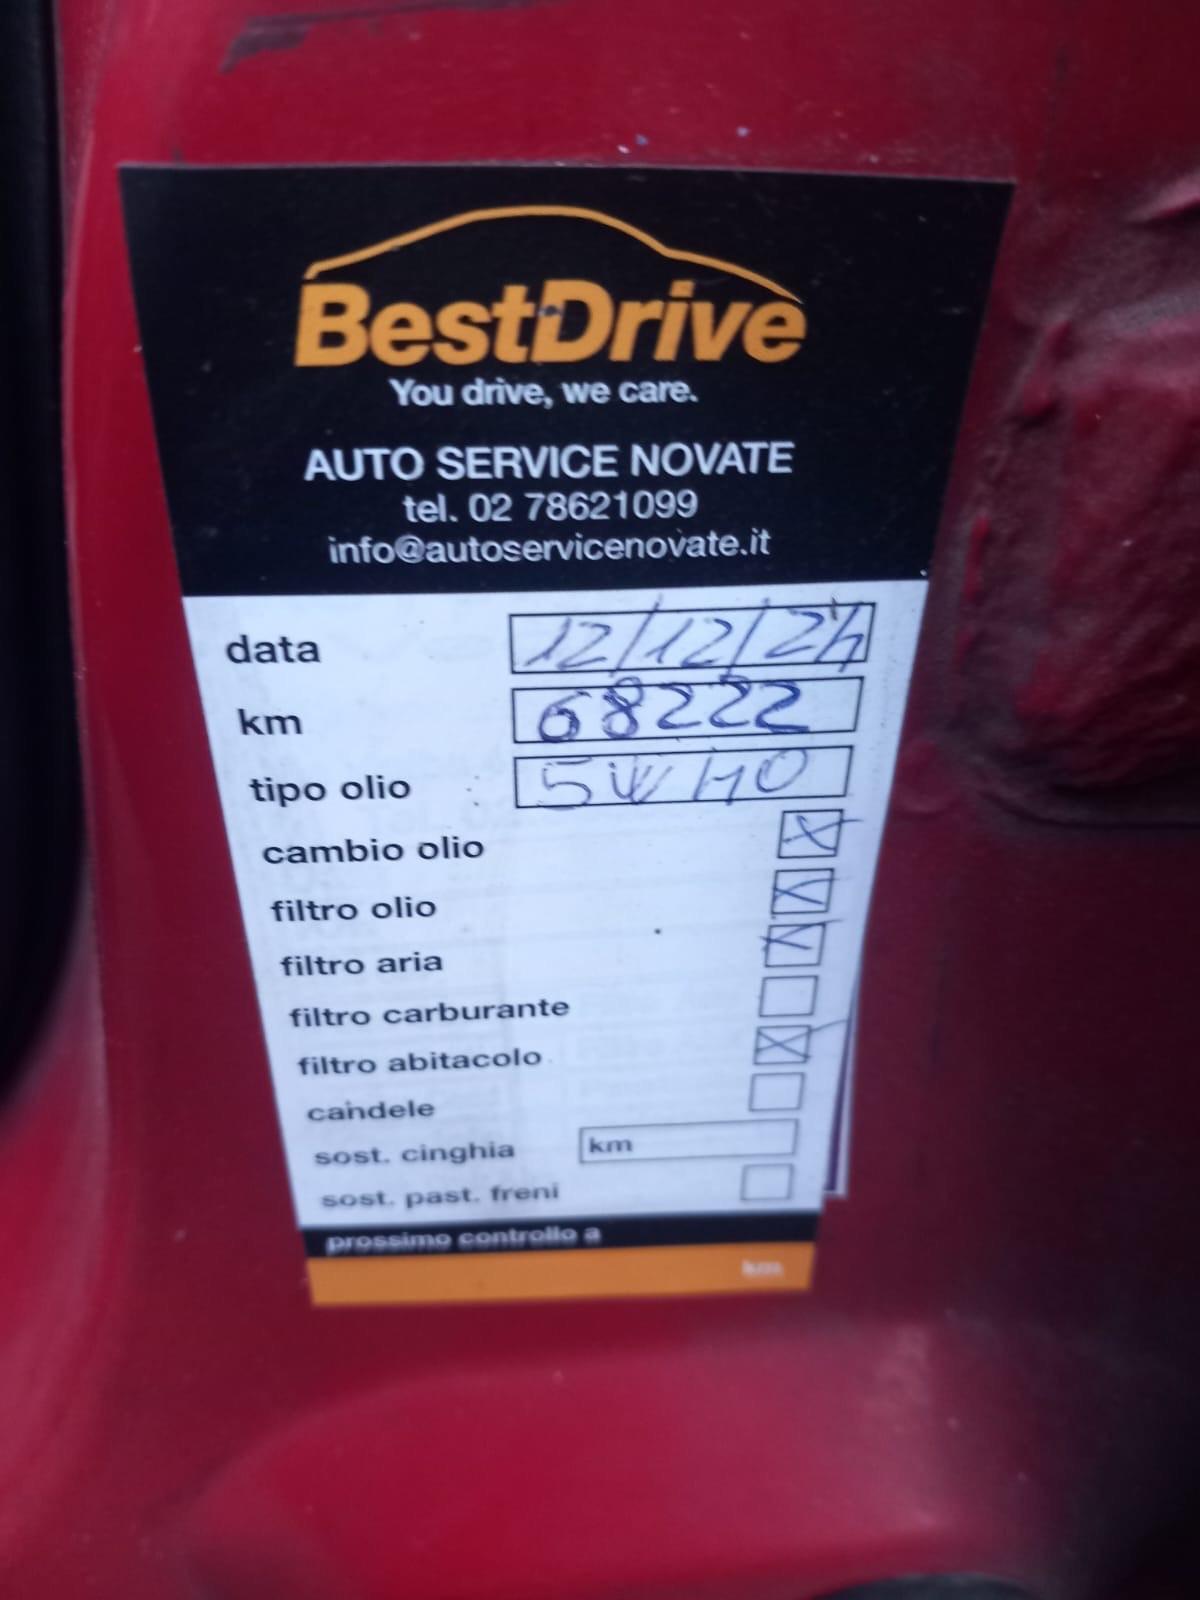 BestDrive
You drive, we care.
AUTO SERVICE NOVATE
tel. 02 78621099
info@autoservicenovate.it
data 12/12/24
km 68222
tipo olio 5W40
cambio olio X
filtro olio X
filtro aria X
filtro carburante
filtro abitacolo X
candele
sost. cinghia km
sost. past. freni
prossimo controllo a
km